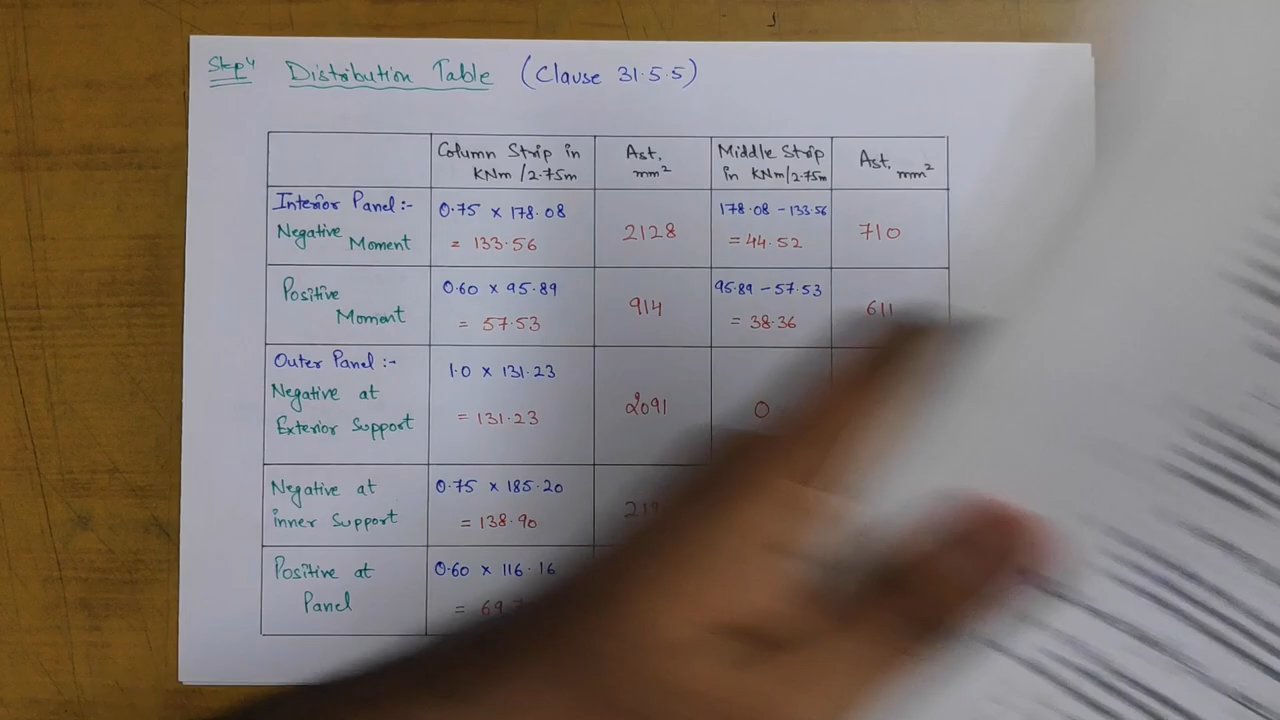 Step 4 Distribution Table (Clause 31.5.5)
Column Strip in KNm/2.75m
Ast. mm²
Middle Strip in KNm/2.75m
Ast. mm²
Interior Panel:-
Negative Moment
0.75 x 178.08
= 133.56
2128
178.08 - 133.56
= 44.52
710
Positive Moment
0.60 x 95.89
= 57.53
914
95.89 - 57.53
= 38.36
611
Outer Panel:-
Negative at
Exterior Support
1.0 x 131.23
= 131.23
2091
0
Negative at
inner Support
0.75 x 185.20
= 138.90
Positive at
Panel
0.60 x 116.16